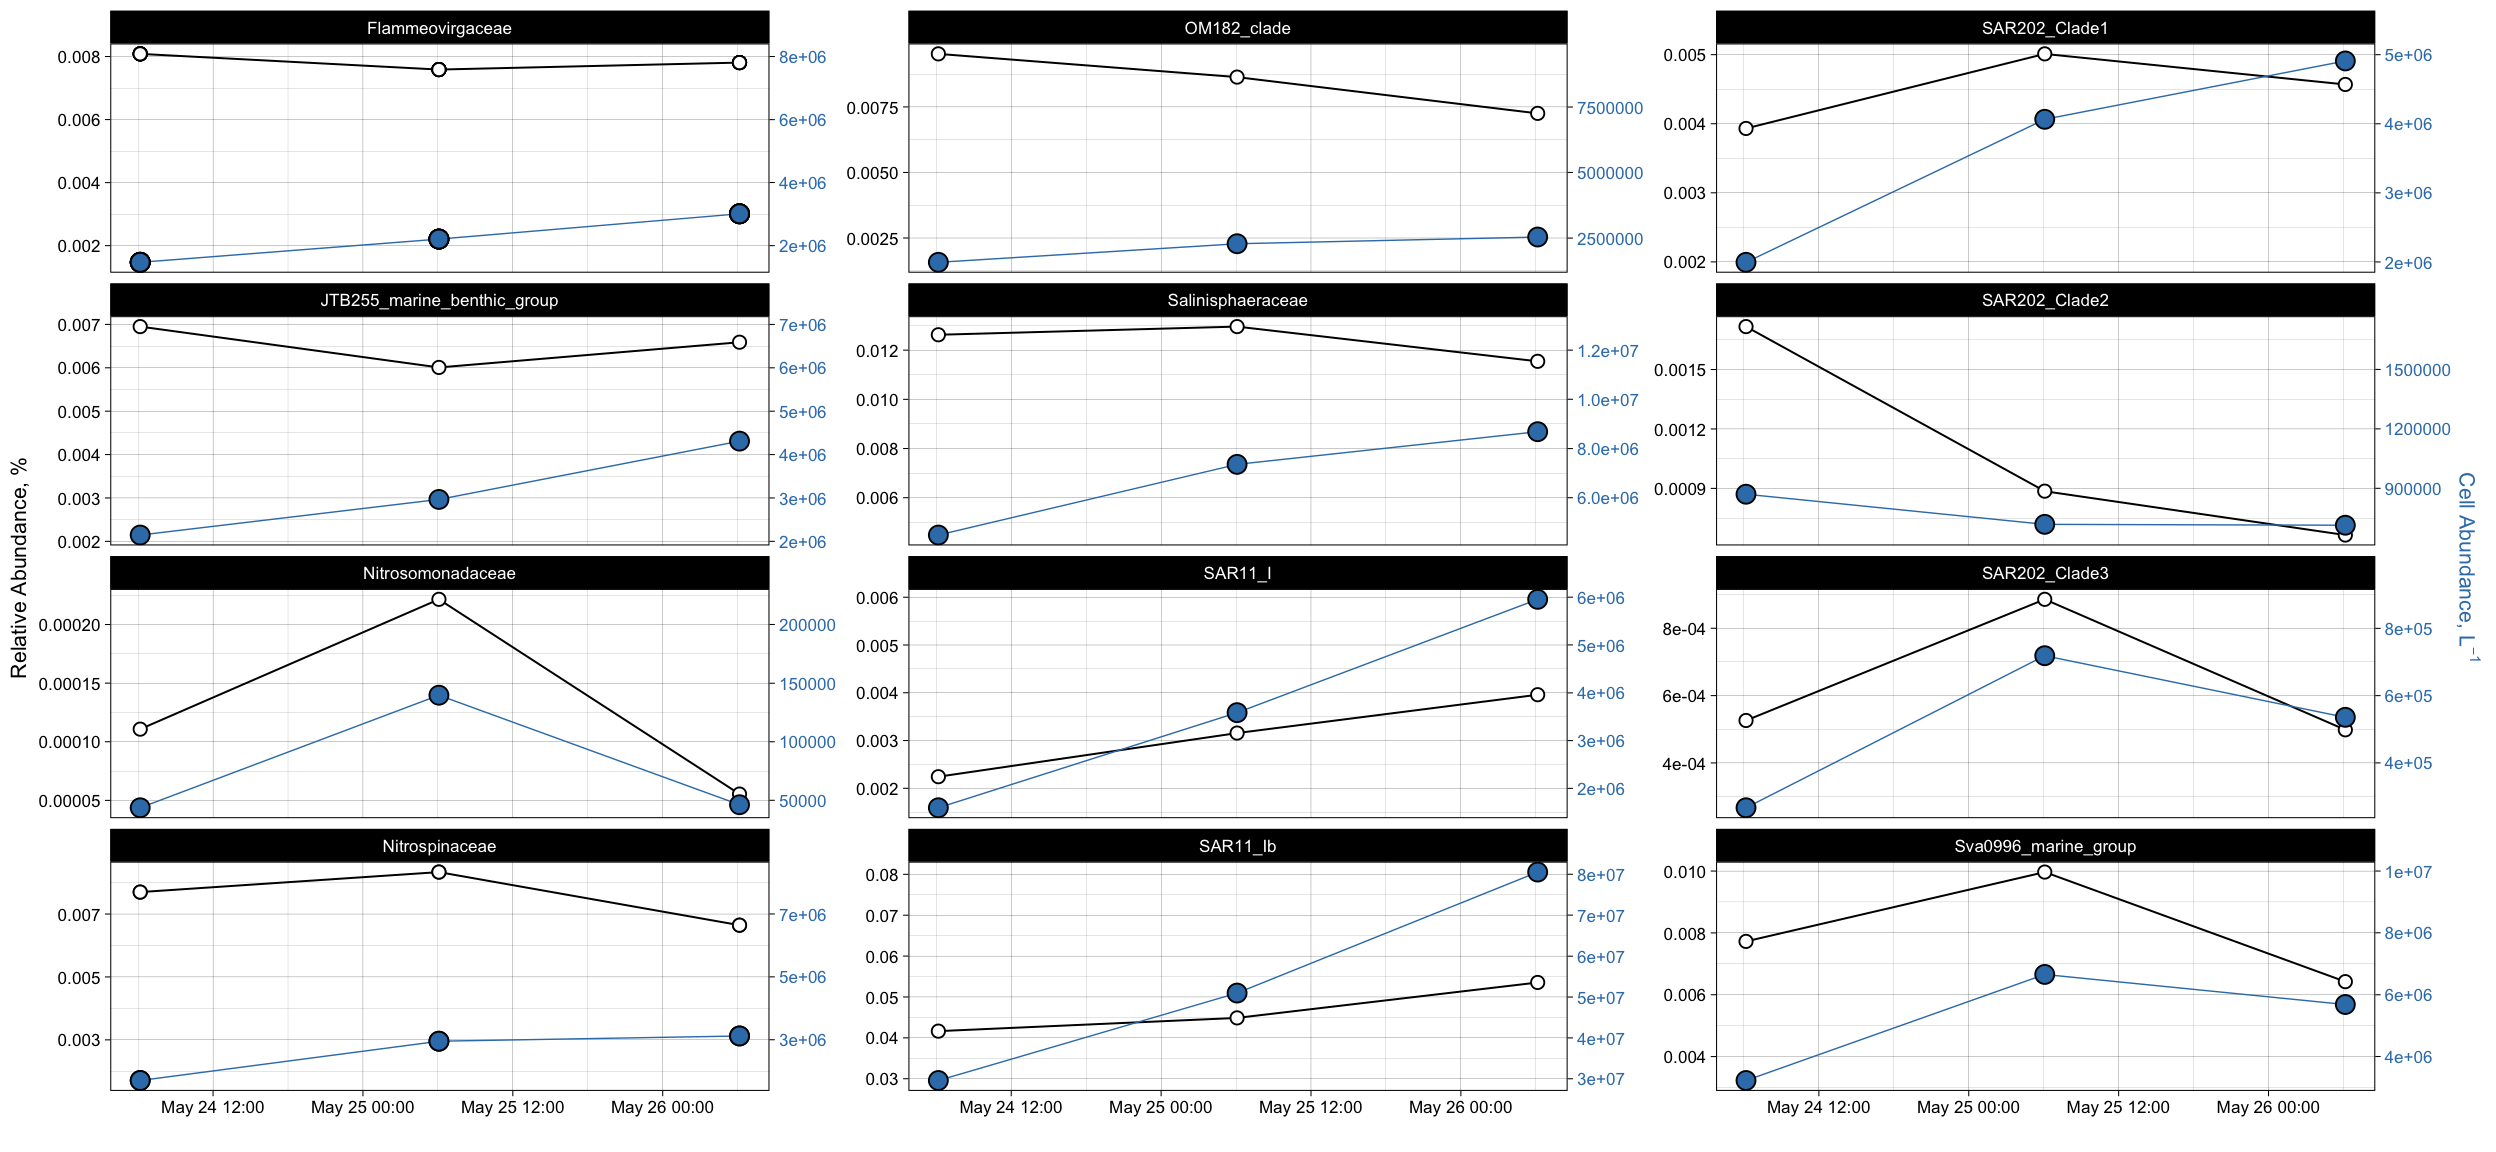 Flammeovirgaceae
0.008
0.006
0.004
0.002
8e+06
6e+06
4e+06
2e+06
OM182_clade
0.0075
0.0050
0.0025
7500000
5000000
2500000
SAR202_Clade1
0.005
0.004
0.003
0.002
5e+06
4e+06
3e+06
2e+06
JTB255_marine_benthic_group
0.007
0.006
0.005
0.004
0.003
0.002
7e+06
6e+06
5e+06
4e+06
3e+06
2e+06
Salinisphaeraceae
0.012
0.010
0.008
0.006
1.2e+07
1.0e+07
8.0e+06
6.0e+06
SAR202_Clade2
0.0015
0.0012
0.0009
1500000
1200000
900000
Relative Abundance, %
Cell Abundance, L⁻¹
Nitrosomonadaceae
0.00020
0.00015
0.00010
0.00005
200000
150000
100000
50000
SAR11_I
0.006
0.005
0.004
0.003
0.002
6e+06
5e+06
4e+06
3e+06
2e+06
SAR202_Clade3
8e-04
6e-04
4e-04
8e+05
6e+05
4e+05
Nitrospinaceae
0.007
0.005
0.003
7e+06
5e+06
3e+06
SAR11_Ib
0.08
0.07
0.06
0.05
0.04
0.03
8e+07
7e+07
6e+07
5e+07
4e+07
3e+07
Sva0996_marine_group
0.010
0.008
0.006
0.004
1e+07
8e+06
6e+06
4e+06
May 24 12:00 May 25 00:00 May 25 12:00 May 26 00:00
May 24 12:00 May 25 00:00 May 25 12:00 May 26 00:00
May 24 12:00 May 25 00:00 May 25 12:00 May 26 00:00